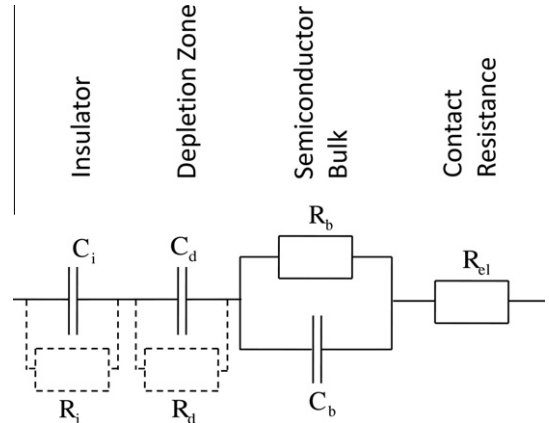 Insulator
Depletion Zone
Semiconductor
Bulk
Contact
Resistance
C_i
C_d
R_b
R_el
R_i
R_d
C_b